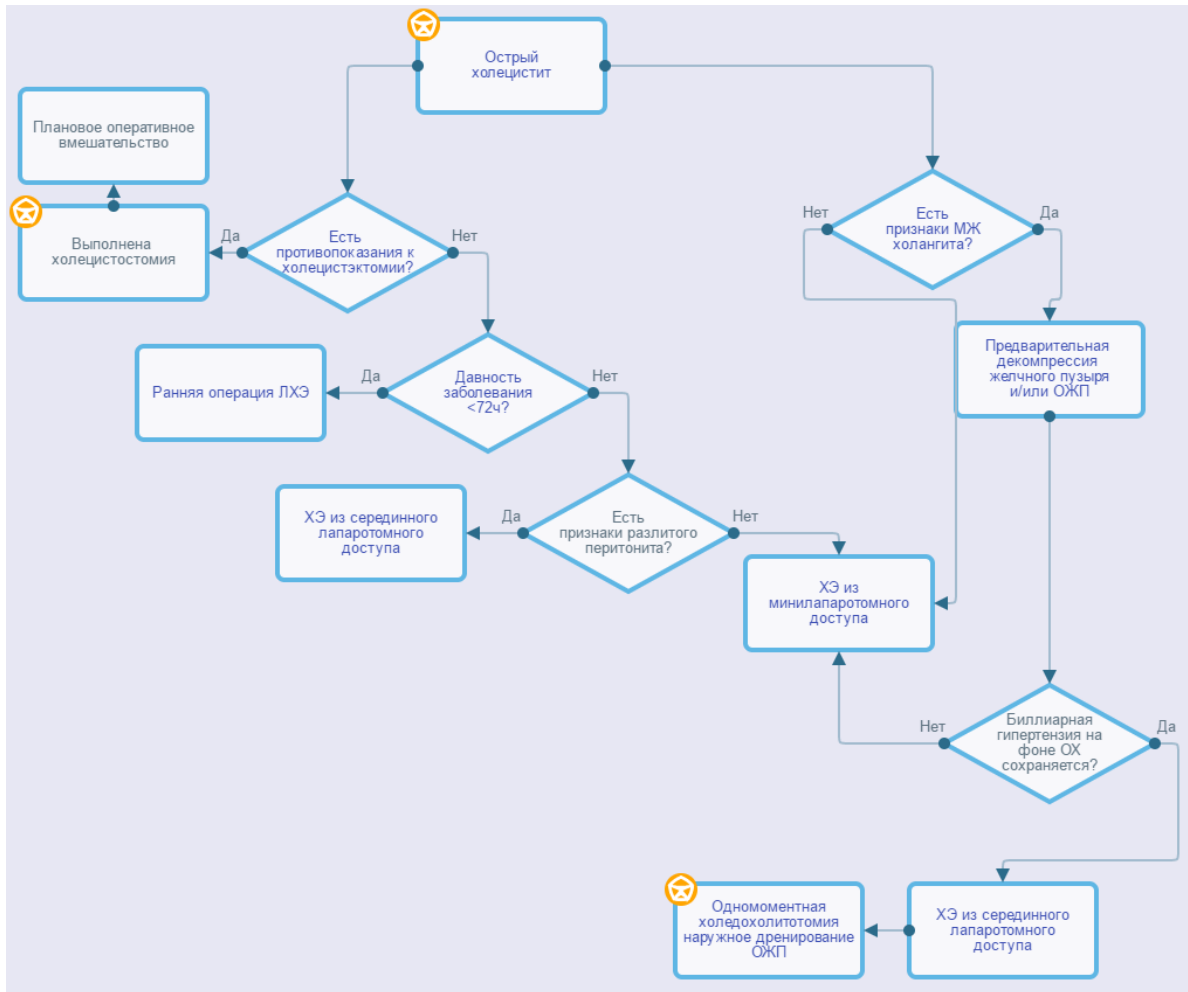 Острый
холецистит
Плановое оперативное
вмешательство
Выполнена
холецистостомия
Да
Есть
противопоказания к
холецистэктомии?
Нет
Нет
Есть
признаки МЖ
холангита?
Да
Предварительная
декомпрессия
желчного пузыря
и/или ОЖП
Ранняя операция ЛХЭ
Да
Давность
заболевания
<72ч?
Нет
ХЭ из серединного
лапаротомного
доступа
Да
Есть
признаки разлитого
перитонита?
Нет
ХЭ из
минилапаротомного
доступа
Нет
Биллиарная
гипертензия на
фоне ОХ
сохраняется?
Да
Одномоментная
холедохолитотомия
наружное дренирование
ОЖП
ХЭ из серединного
лапаротомного
доступа